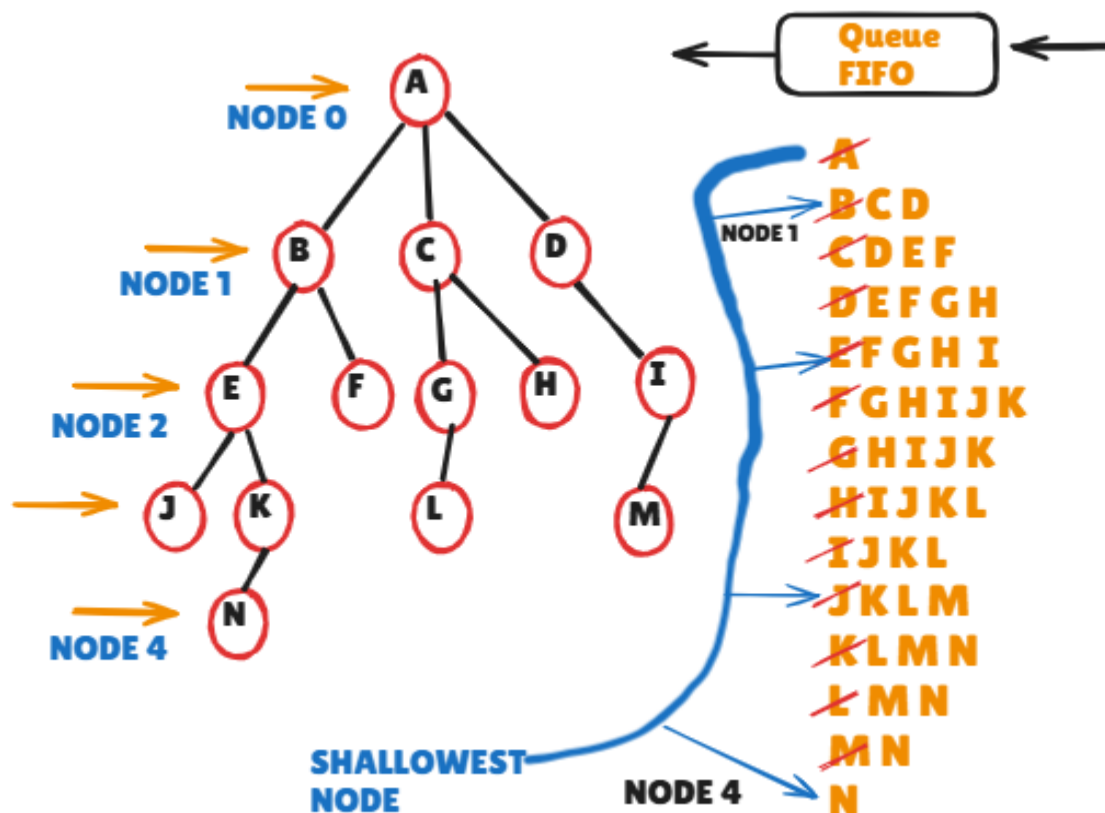 Queue
FIFO
A
NODE 0
A
B C D
NODE 1
B
C
D
NODE 1
C D E F
D E F G H
E F G H I
E
F
G
H
I
NODE 2
F G H I J K
G H I J K
J
K
L
M
H I J K L
I J K L
N
NODE 4
J K L M
K L M N
L M N
M N
SHALLOWEST
NODE
NODE 4
N